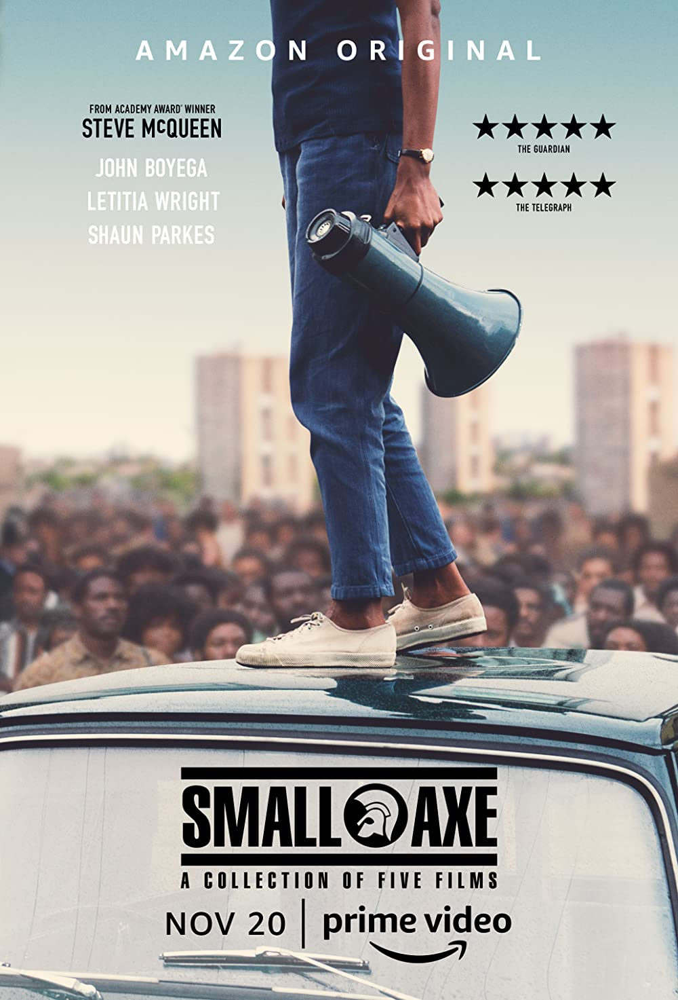 AMAZON ORIGINAL
FROM ACADEMY AWARD® WINNER
STEVE McQUEEN
JOHN BOYEGA
LETITIA WRIGHT
SHAUN PARKES
★★★★★
THE GUARDIAN
★★★★★
THE TELEGRAPH
SMALL AXE
A COLLECTION OF FIVE FILMS
NOV 20 | prime video